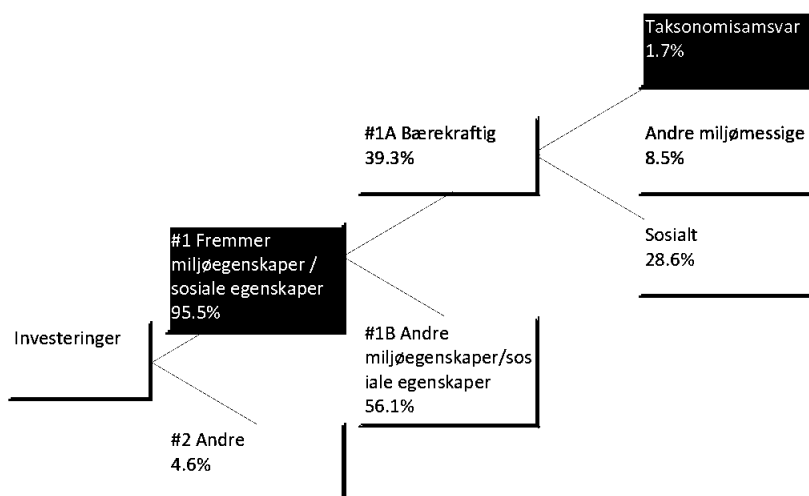 Taksonomisamsvar
1.7%
#1A Bærekraftig
39.3%
Andre miljømessige
8.5%
Sosialt
28.6%
#1 Fremmer
miljøegenskaper /
sosiale egenskaper
95.5%
Investeringer
#1B Andre
miljøegenskaper/sos
iale egenskaper
56.1%
#2 Andre
4.6%